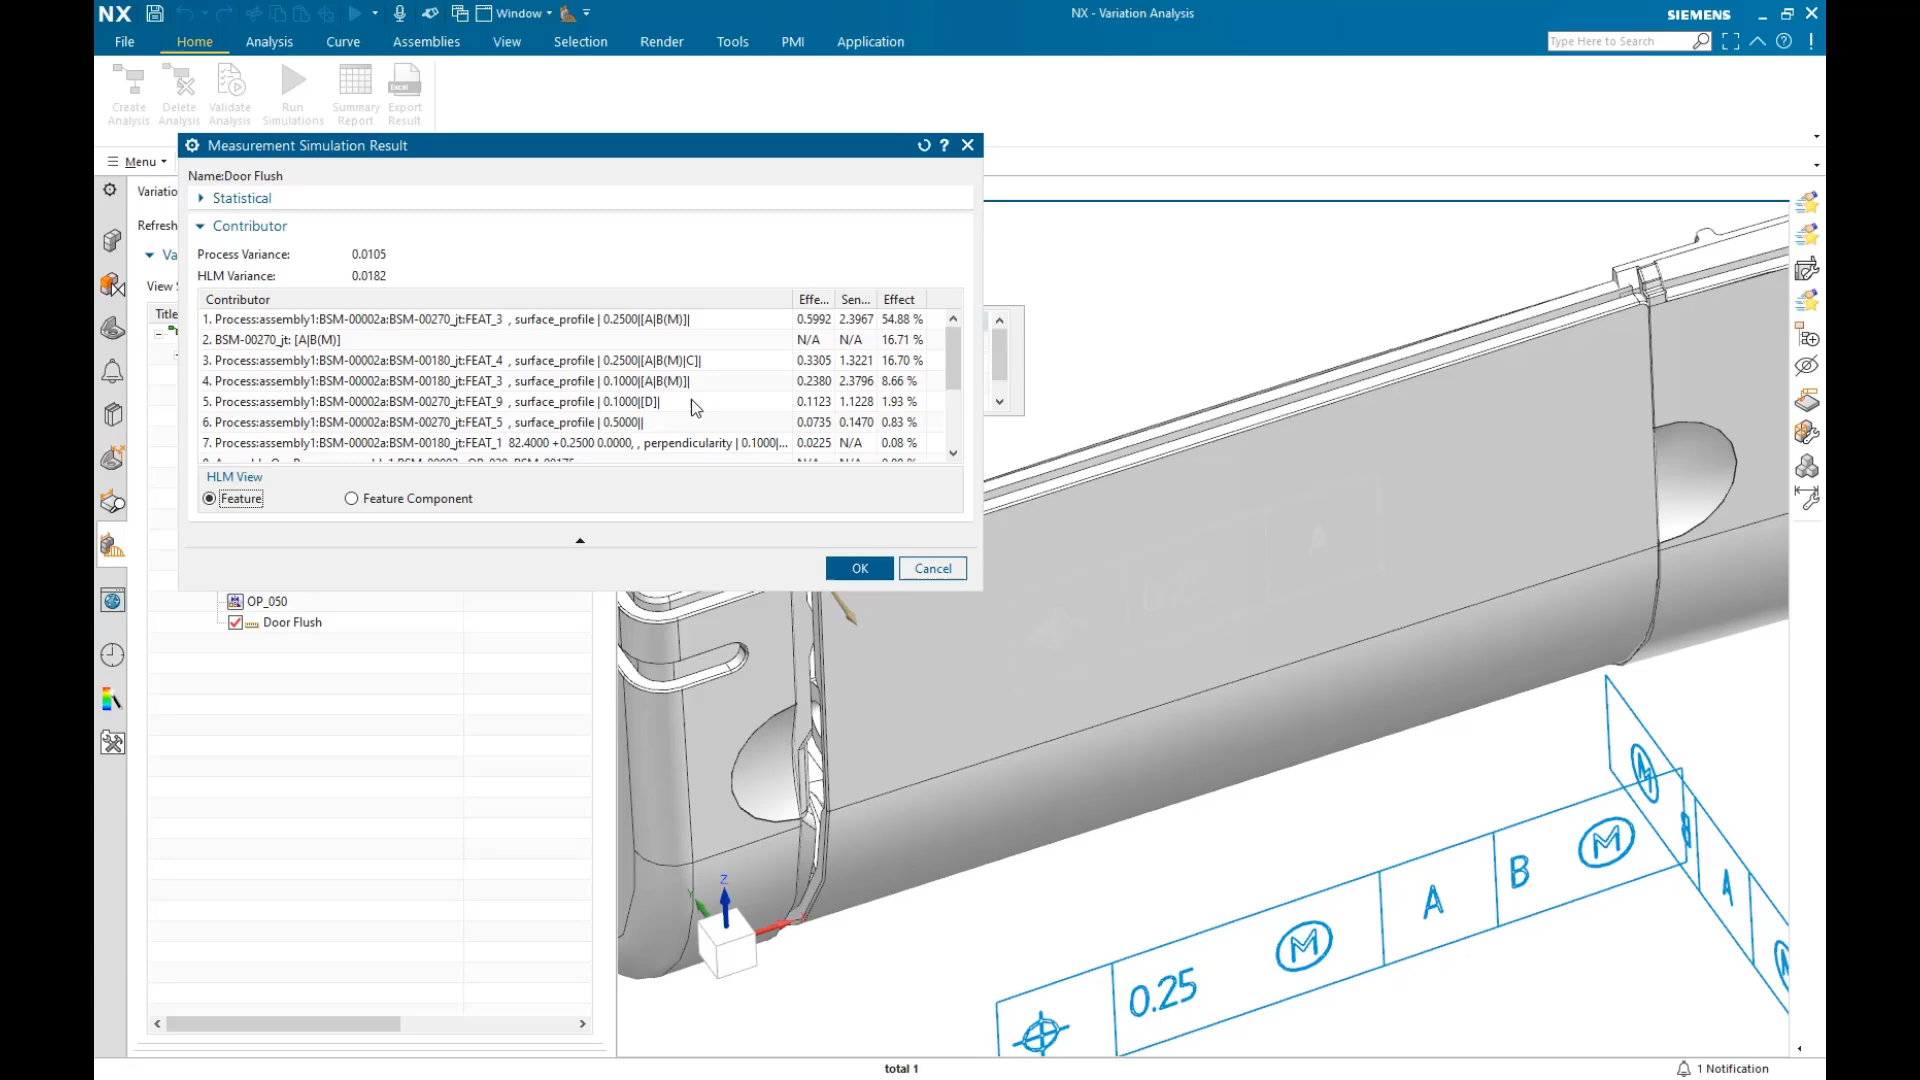 NX
Window
NX - Variation Analysis
SIEMENS
File
Home
Analysis
Curve
Assemblies
View
Selection
Render
Tools
PMI
Application
Type Here to Search
Create Analysis
Delete Analysis
Validate Analysis
Run Simulations
Summary Report
Excel
Export Result
Menu
Measurement Simulation Result
Name:Door Flush
Variatio
Statistical
Refresh
Contributor
Va
Process Variance: 0.0105
HLM Variance: 0.0182
View
Title
Contributor Effe... Sen... Effect
1. Process:assembly1:BSM-00002a:BSM-00270_jt:FEAT_3 , surface_profile | 0.2500|[A|B(M)]| 0.5992 2.3967 54.88 %
2. BSM-00270_jt: [A|B(M)] N/A N/A 16.71 %
3. Process:assembly1:BSM-00002a:BSM-00180_jt:FEAT_4 , surface_profile | 0.2500|[A|B(M)|C]| 0.3305 1.3221 16.70 %
4. Process:assembly1:BSM-00002a:BSM-00180_jt:FEAT_3 , surface_profile | 0.1000|[A|B(M)]| 0.2380 2.3796 8.66 %
5. Process:assembly1:BSM-00002a:BSM-00270_jt:FEAT_9 , surface_profile | 0.1000|[D]| 0.1123 1.1228 1.93 %
6. Process:assembly1:BSM-00002a:BSM-00270_jt:FEAT_5 , surface_profile | 0.5000|| 0.0735 0.1470 0.83 %
7. Process:assembly1:BSM-00002a:BSM-00180_jt:FEAT_1 82.4000 +0.2500 0.0000, , perpendicularity | 0.1000|... 0.0225 N/A 0.08 %
HLM View
Feature
Feature Component
OK
Cancel
OP_050
Door Flush
Z
Y
X
0.25 M A B M
A
M
B
A
total 1
1 Notification